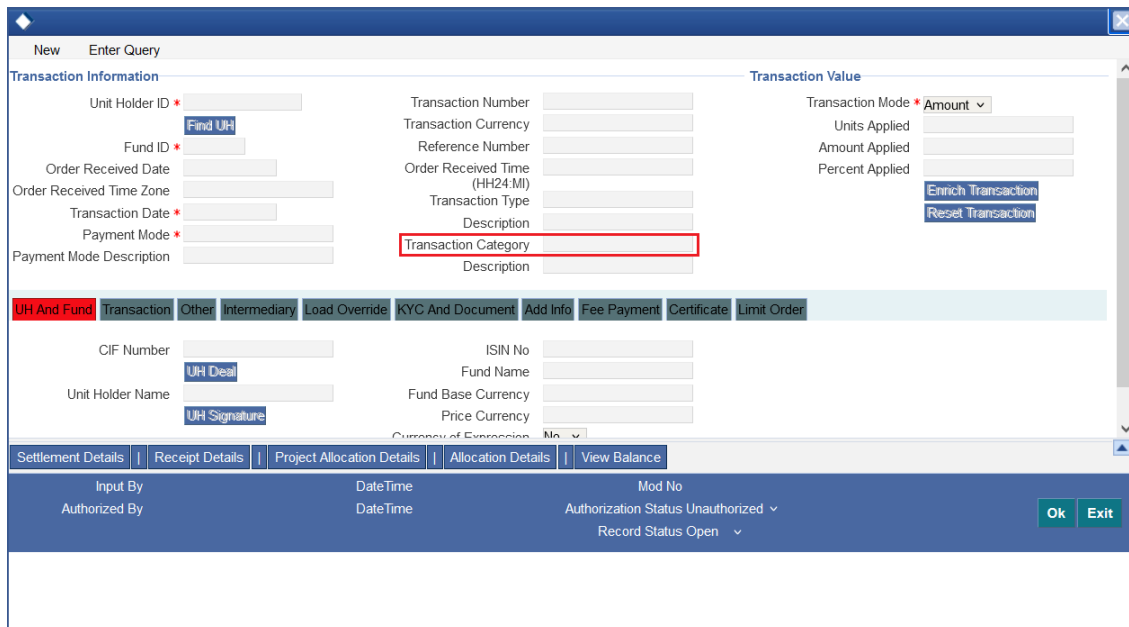 New Enter Query
Transaction Information
Unit Holder ID *
Find UH
Fund ID *
Order Received Date
Order Received Time Zone
Transaction Date *
Payment Mode *
Payment Mode Description
Transaction Number
Transaction Currency
Reference Number
Order Received Time
(HH24:MI)
Transaction Type
Description
Transaction Category
Description
Transaction Value
Transaction Mode * Amount
Units Applied
Amount Applied
Percent Applied
Enrich Transaction
Reset Transaction
UH And Fund Transaction Other Intermediary Load Override KYC And Document Add Info Fee Payment Certificate Limit Order
CIF Number
UH Deal
Unit Holder Name
UH Signature
ISIN No
Fund Name
Fund Base Currency
Price Currency
Currency of Expression No
Settlement Details | Receipt Details | Project Allocation Details | Allocation Details | View Balance
Input By DateTime Mod No
Authorized By DateTime Authorization Status Unauthorized
Record Status Open
Ok Exit